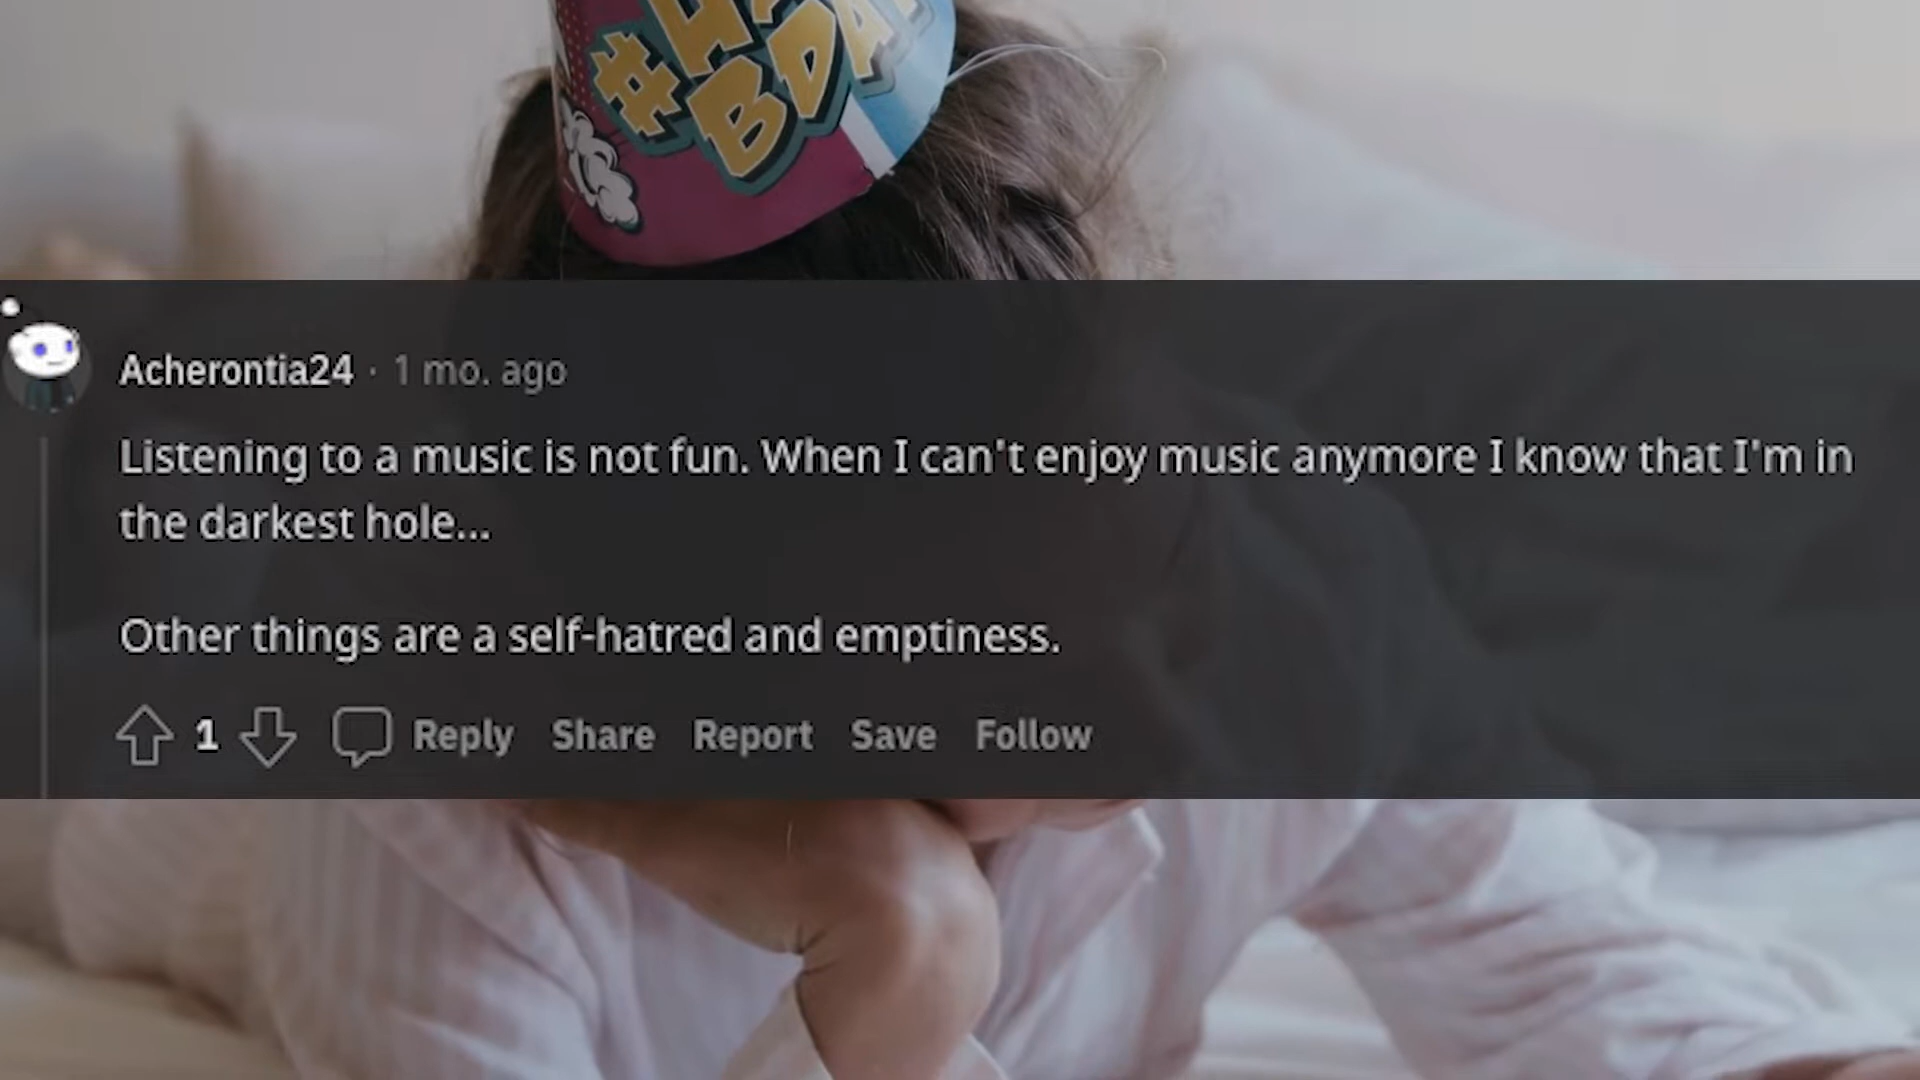 #H
BDA
Acherontia24 · 1 mo. ago
Listening to a music is not fun. When I can't enjoy music anymore I know that I'm in
the darkest hole...
Other things are a self-hatred and emptiness.
1 Reply Share Report Save Follow